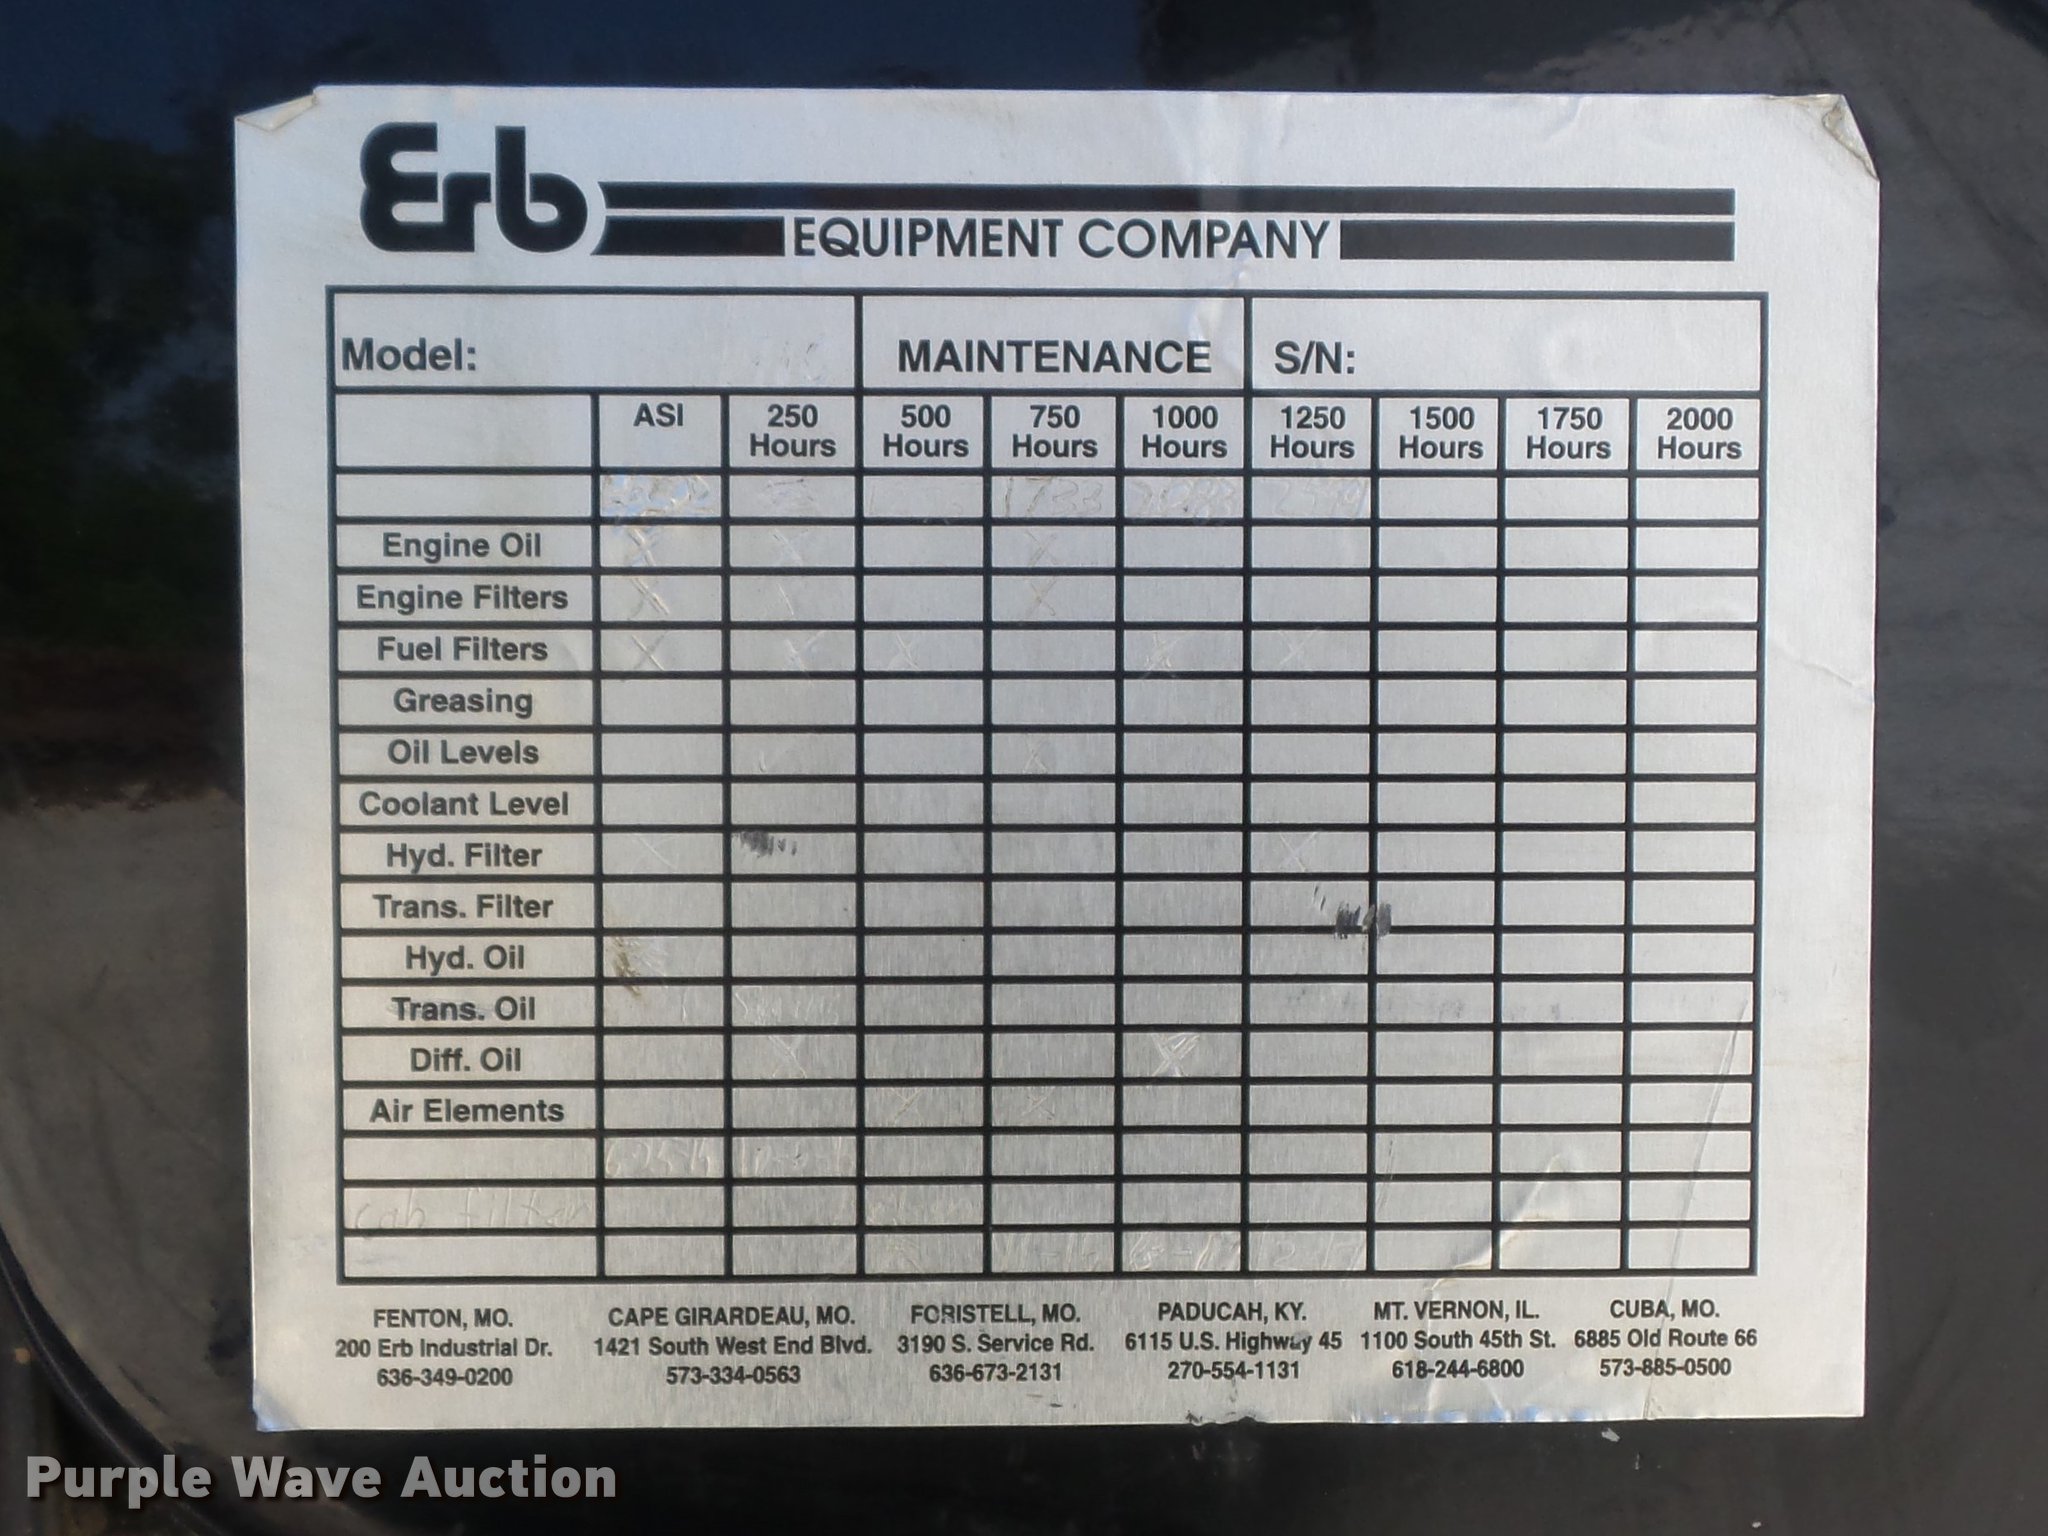 Erb
EQUIPMENT COMPANY
Model: MAINTENANCE S/N:
ASI 250 Hours 500 Hours 750 Hours 1000 Hours 1250 Hours 1500 Hours 1750 Hours 2000 Hours
1733 2083 2579
Engine Oil X X X
Engine Filters X X
Fuel Filters X X X X X
Greasing
Oil Levels X
Coolant Level
Hyd. Filter X
Trans. Filter
Hyd. Oil
Trans. Oil
Diff. Oil X X
Air Elements X X
cab filter
FENTON, MO. CAPE GIRARDEAU, MO. FORISTELL, MO. PADUCAH, KY. MT. VERNON, IL. CUBA, MO.
200 Erb Industrial Dr. 1421 South West End Blvd. 3190 S. Service Rd. 6115 U.S. Highway 45 1100 South 45th St. 6885 Old Route 66
636-349-0200 573-334-0563 636-673-2131 270-554-1131 618-244-6800 573-885-0500
Purple Wave Auction